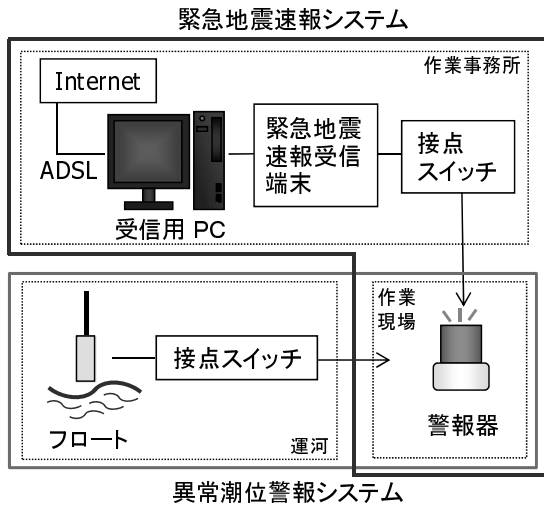 緊急地震速報システム
作業事務所
Internet
ADSL
受信用 PC
緊急地震
速報受信
端末
接点
スイッチ
作業
現場
警報器
接点スイッチ
フロート
運河
異常潮位警報システム